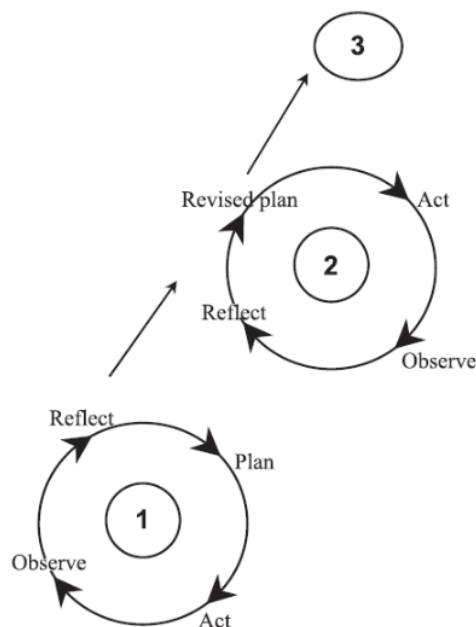 3
Revised plan
Act
2
Reflect
Observe
Reflect
Plan
1
Observe
Act